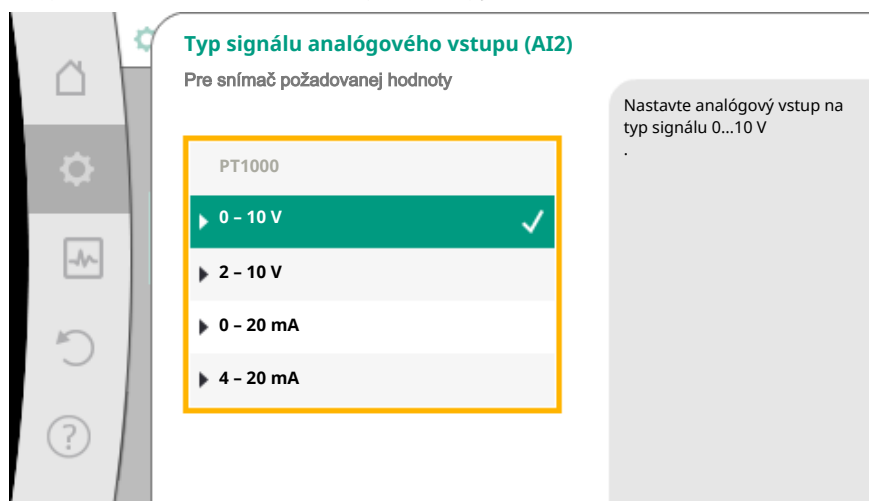 Typ signálu analógového vstupu (AI2)
Pre snímač požadovanej hodnoty
Nastavte analógový vstup na
typ signálu 0...10 V
.
PT1000
0 – 10 V
2 – 10 V
0 – 20 mA
4 – 20 mA
?